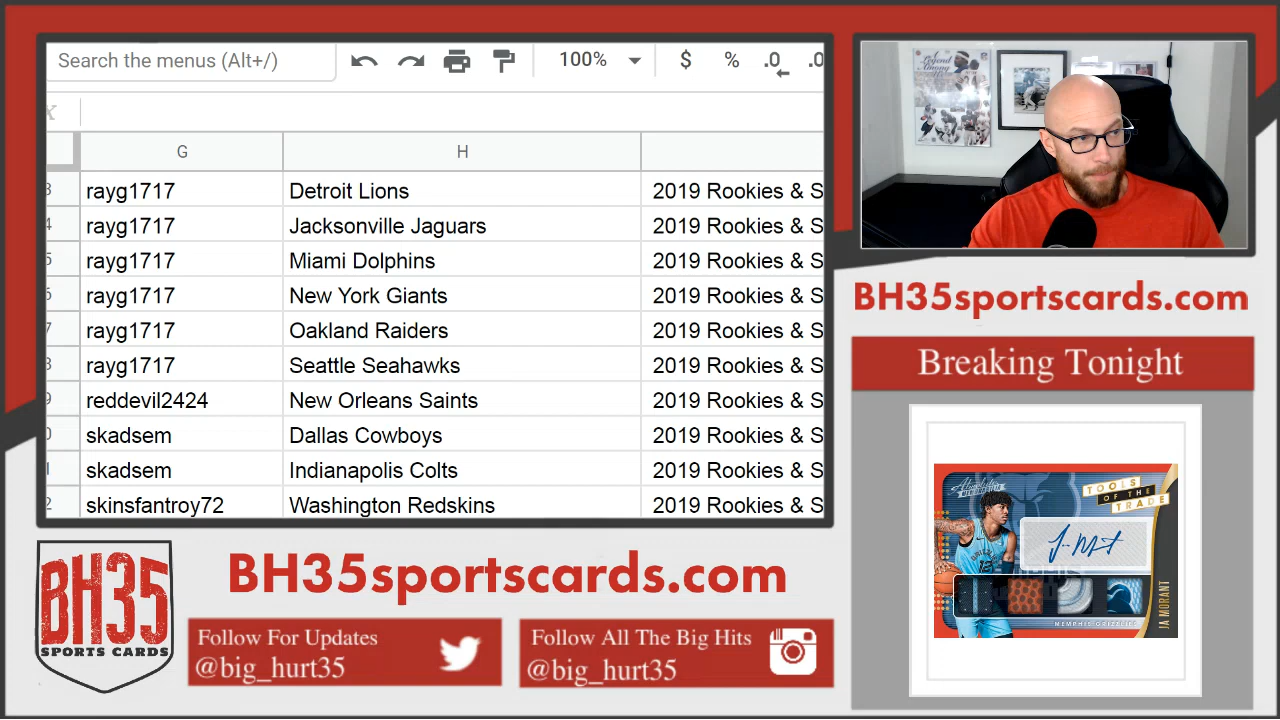 Search the menus (Alt+/)
100%
$
%
.0
.0
G
H
rayg1717 Detroit Lions 2019 Rookies & S
rayg1717 Jacksonville Jaguars 2019 Rookies & S
rayg1717 Miami Dolphins 2019 Rookies & S
rayg1717 New York Giants 2019 Rookies & S
rayg1717 Oakland Raiders 2019 Rookies & S
rayg1717 Seattle Seahawks 2019 Rookies & S
reddevil2424 New Orleans Saints 2019 Rookies & S
skadsem Dallas Cowboys 2019 Rookies & S
skadsem Indianapolis Colts 2019 Rookies & S
skinsfantroy72 Washington Redskins 2019 Rookies & S
BH35sportscards.com
Breaking Tonight
Absolute
TOOLS
OF THE
TRADE
MEMPHIS GRIZZLIES
JA MORANT
BH35
SPORTS CARDS
BH35sportscards.com
Follow For Updates
@big_hurt35
Follow All The Big Hits
@big_hurt35